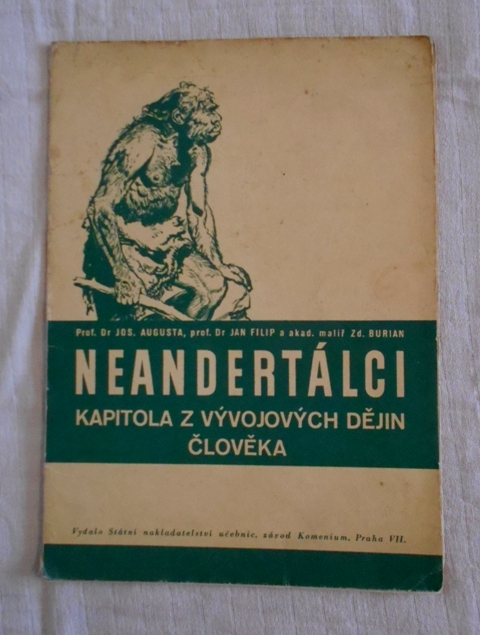 Prof. Dr JOS. AUGUSTA, prof. Dr JAN FILIP a akad. malíř Zd. BURIAN
NEANDERTÁLCI
KAPITOLA Z VÝVOJOVÝCH DĚJIN
ČLOVĚKA
Vydalo Státní nakladatelství učebnic, závod Komenium, Praha VII.